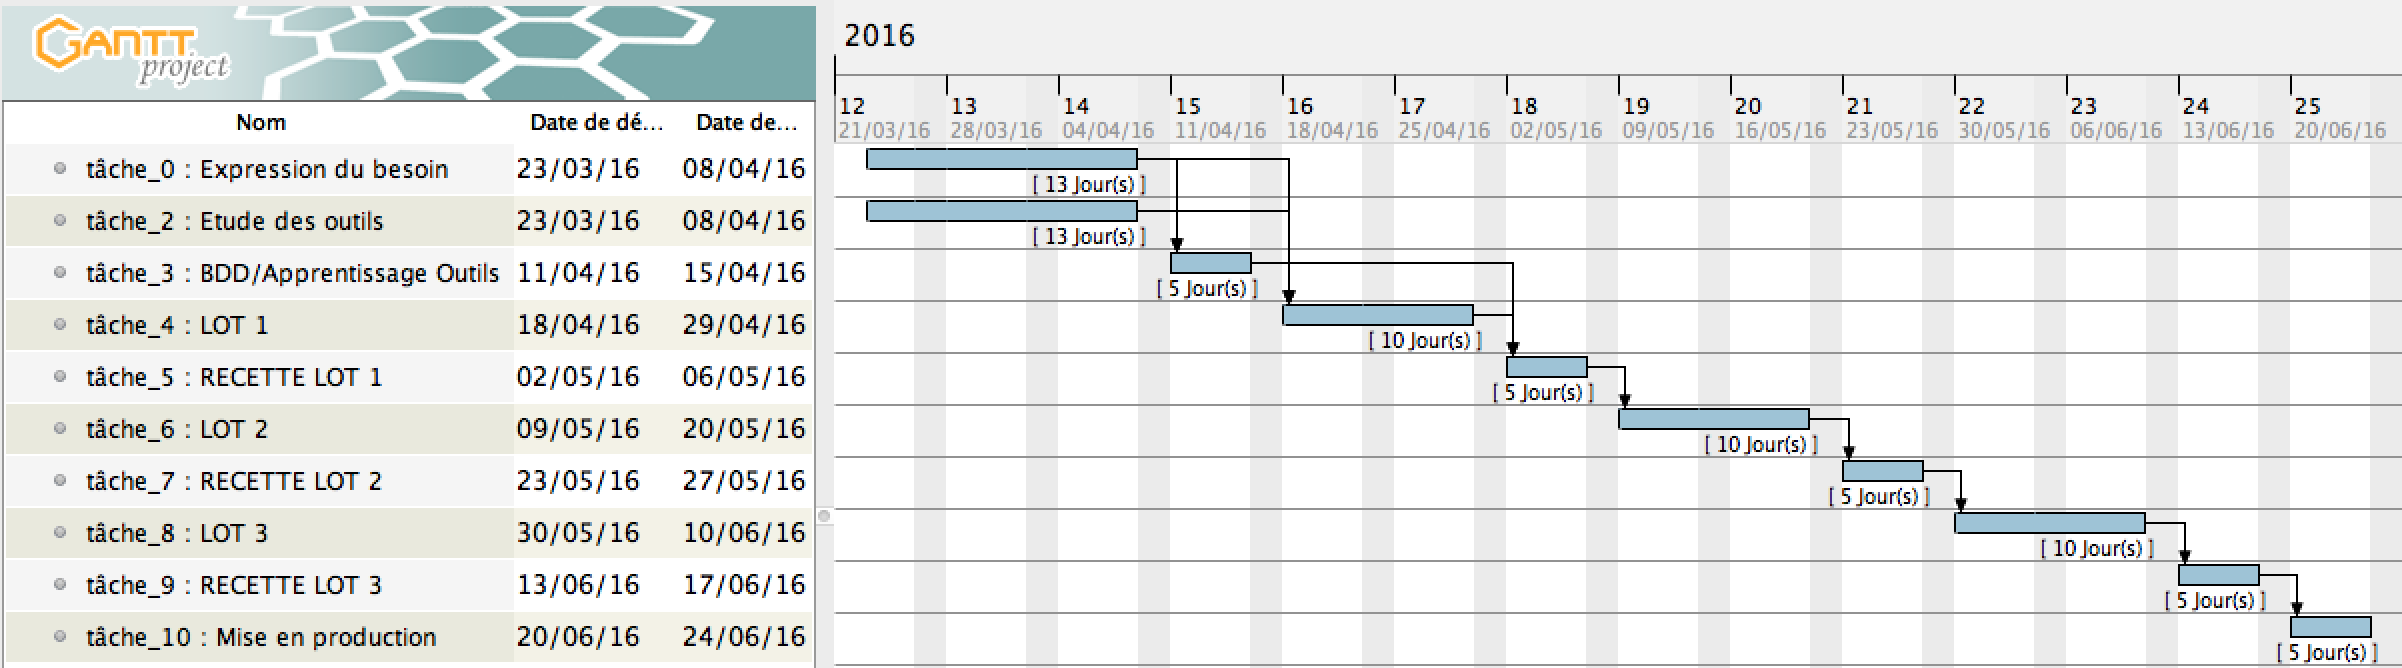 GANTT
project
2016
12 13 14 15 16 17 18 19 20 21 22 23 24 25
21/03/16 28/03/16 04/04/16 11/04/16 18/04/16 25/04/16 02/05/16 09/05/16 16/05/16 23/05/16 30/05/16 06/06/16 13/06/16 20/06/16
Nom Date de dé... Date de...
tâche_0 : Expression du besoin 23/03/16 08/04/16
[ 13 Jour(s) ]
tâche_2 : Etude des outils 23/03/16 08/04/16
[ 13 Jour(s) ]
tâche_3 : BDD/Apprentissage Outils 11/04/16 15/04/16
[ 5 Jour(s) ]
tâche_4 : LOT 1 18/04/16 29/04/16
[ 10 Jour(s) ]
tâche_5 : RECETTE LOT 1 02/05/16 06/05/16
[ 5 Jour(s) ]
tâche_6 : LOT 2 09/05/16 20/05/16
[ 10 Jour(s) ]
tâche_7 : RECETTE LOT 2 23/05/16 27/05/16
[ 5 Jour(s) ]
tâche_8 : LOT 3 30/05/16 10/06/16
[ 10 Jour(s) ]
tâche_9 : RECETTE LOT 3 13/06/16 17/06/16
[ 5 Jour(s) ]
tâche_10 : Mise en production 20/06/16 24/06/16
[ 5 Jour(s) ]